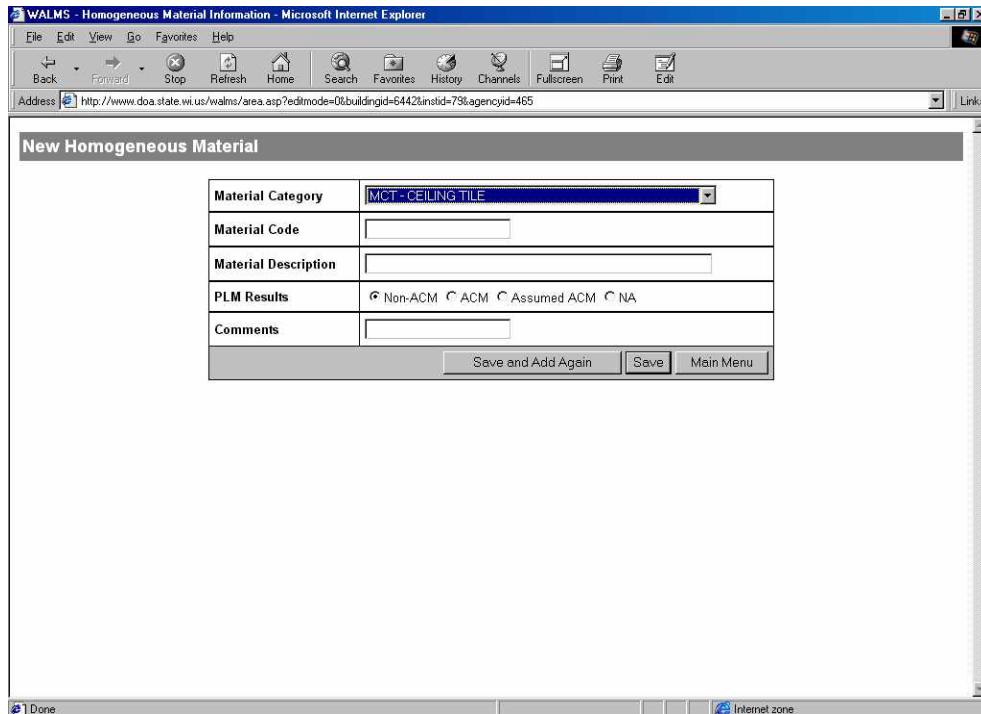 WALMS - Homogeneous Material Information - Microsoft Internet Explorer
File Edit View Go Favorites Help
Back Forward Stop Refresh Home Search Favorites History Channels Fullscreen Print Edit
Address http://www.doa.state.wi.us/walms/area.asp?editmode=0&buildingid=6442&instid=79&agencyid=465 Links
New Homogeneous Material
Material Category MCT - CEILING TILE
Material Code
Material Description
PLM Results Non-ACM ACM Assumed ACM NA
Comments
Save and Add Again Save Main Menu
Done Internet zone